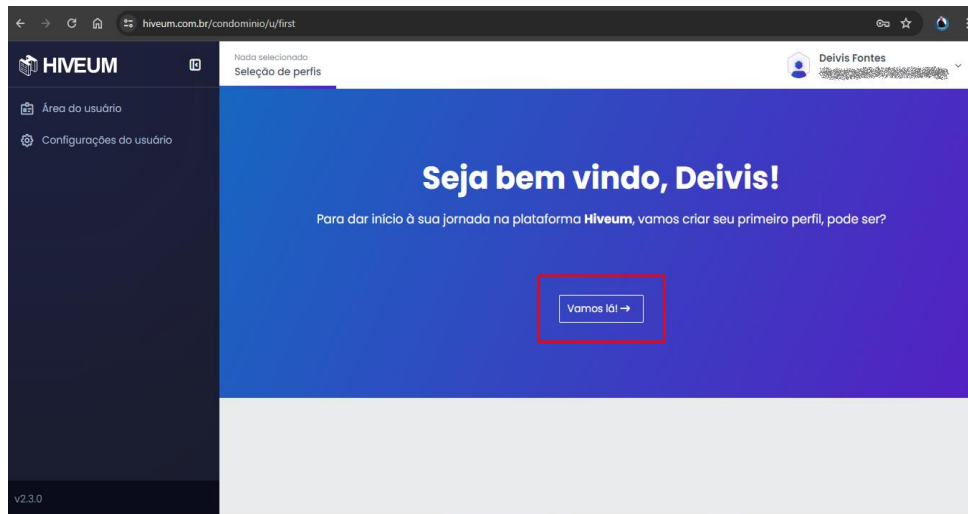 hiveum.com.br/condominio/u/first
HIVEUM
Nada selecionado
Seleção de perfis
Deivis Fontes
Área do usuário
Configurações do usuário
Seja bem vindo, Deivis!
Para dar início à sua jornada na plataforma Hiveum, vamos criar seu primeiro perfil, pode ser?
Vamos lá! →
v2.3.0